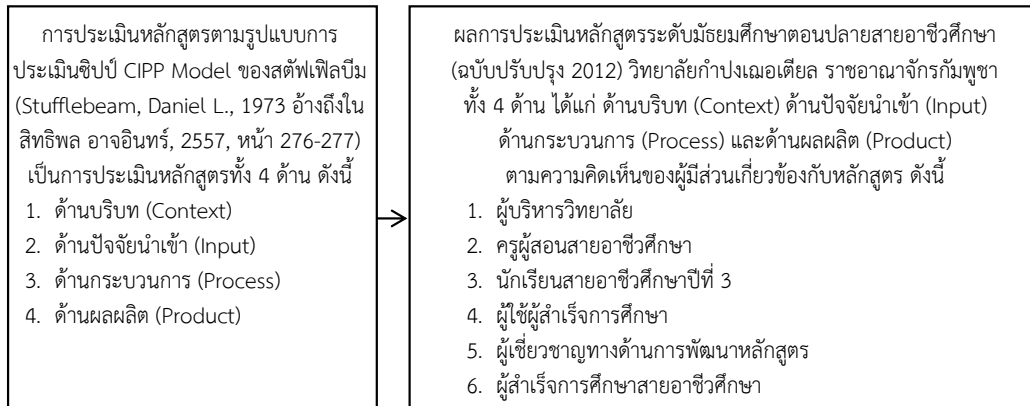 การประเมินหลักสูตรตามรูปแบบการ
ประเมินซิปป์ CIPP Model ของสตัฟเฟิลบีม
(Stufflebeam, Daniel L., 1973 อ้างถึงใน
สิทธิพล อาจอินทร์, 2557, หน้า 276-277)
เป็นการประเมินหลักสูตรทั้ง 4 ด้าน ดังนี้
1. ด้านบริบท (Context)
2. ด้านปัจจัยนำเข้า (Input)
3. ด้านกระบวนการ (Process)
4. ด้านผลผลิต (Product)
ผลการประเมินหลักสูตรระดับมัธยมศึกษาตอนปลายสายอาชีวศึกษา
(ฉบับปรับปรุง 2012) วิทยาลัยกำปงเฌอเตียล ราชอาณาจักรกัมพูชา
ทั้ง 4 ด้าน ได้แก่ ด้านบริบท (Context) ด้านปัจจัยนำเข้า (Input)
ด้านกระบวนการ (Process) และด้านผลผลิต (Product)
ตามความคิดเห็นของผู้มีส่วนเกี่ยวข้องกับหลักสูตร ดังนี้
1. ผู้บริหารวิทยาลัย
2. ครูผู้สอนสายอาชีวศึกษา
3. นักเรียนสายอาชีวศึกษาปีที่ 3
4. ผู้ใช้ผู้สำเร็จการศึกษา
5. ผู้เชี่ยวชาญทางด้านการพัฒนาหลักสูตร
6. ผู้สำเร็จการศึกษาสายอาชีวศึกษา